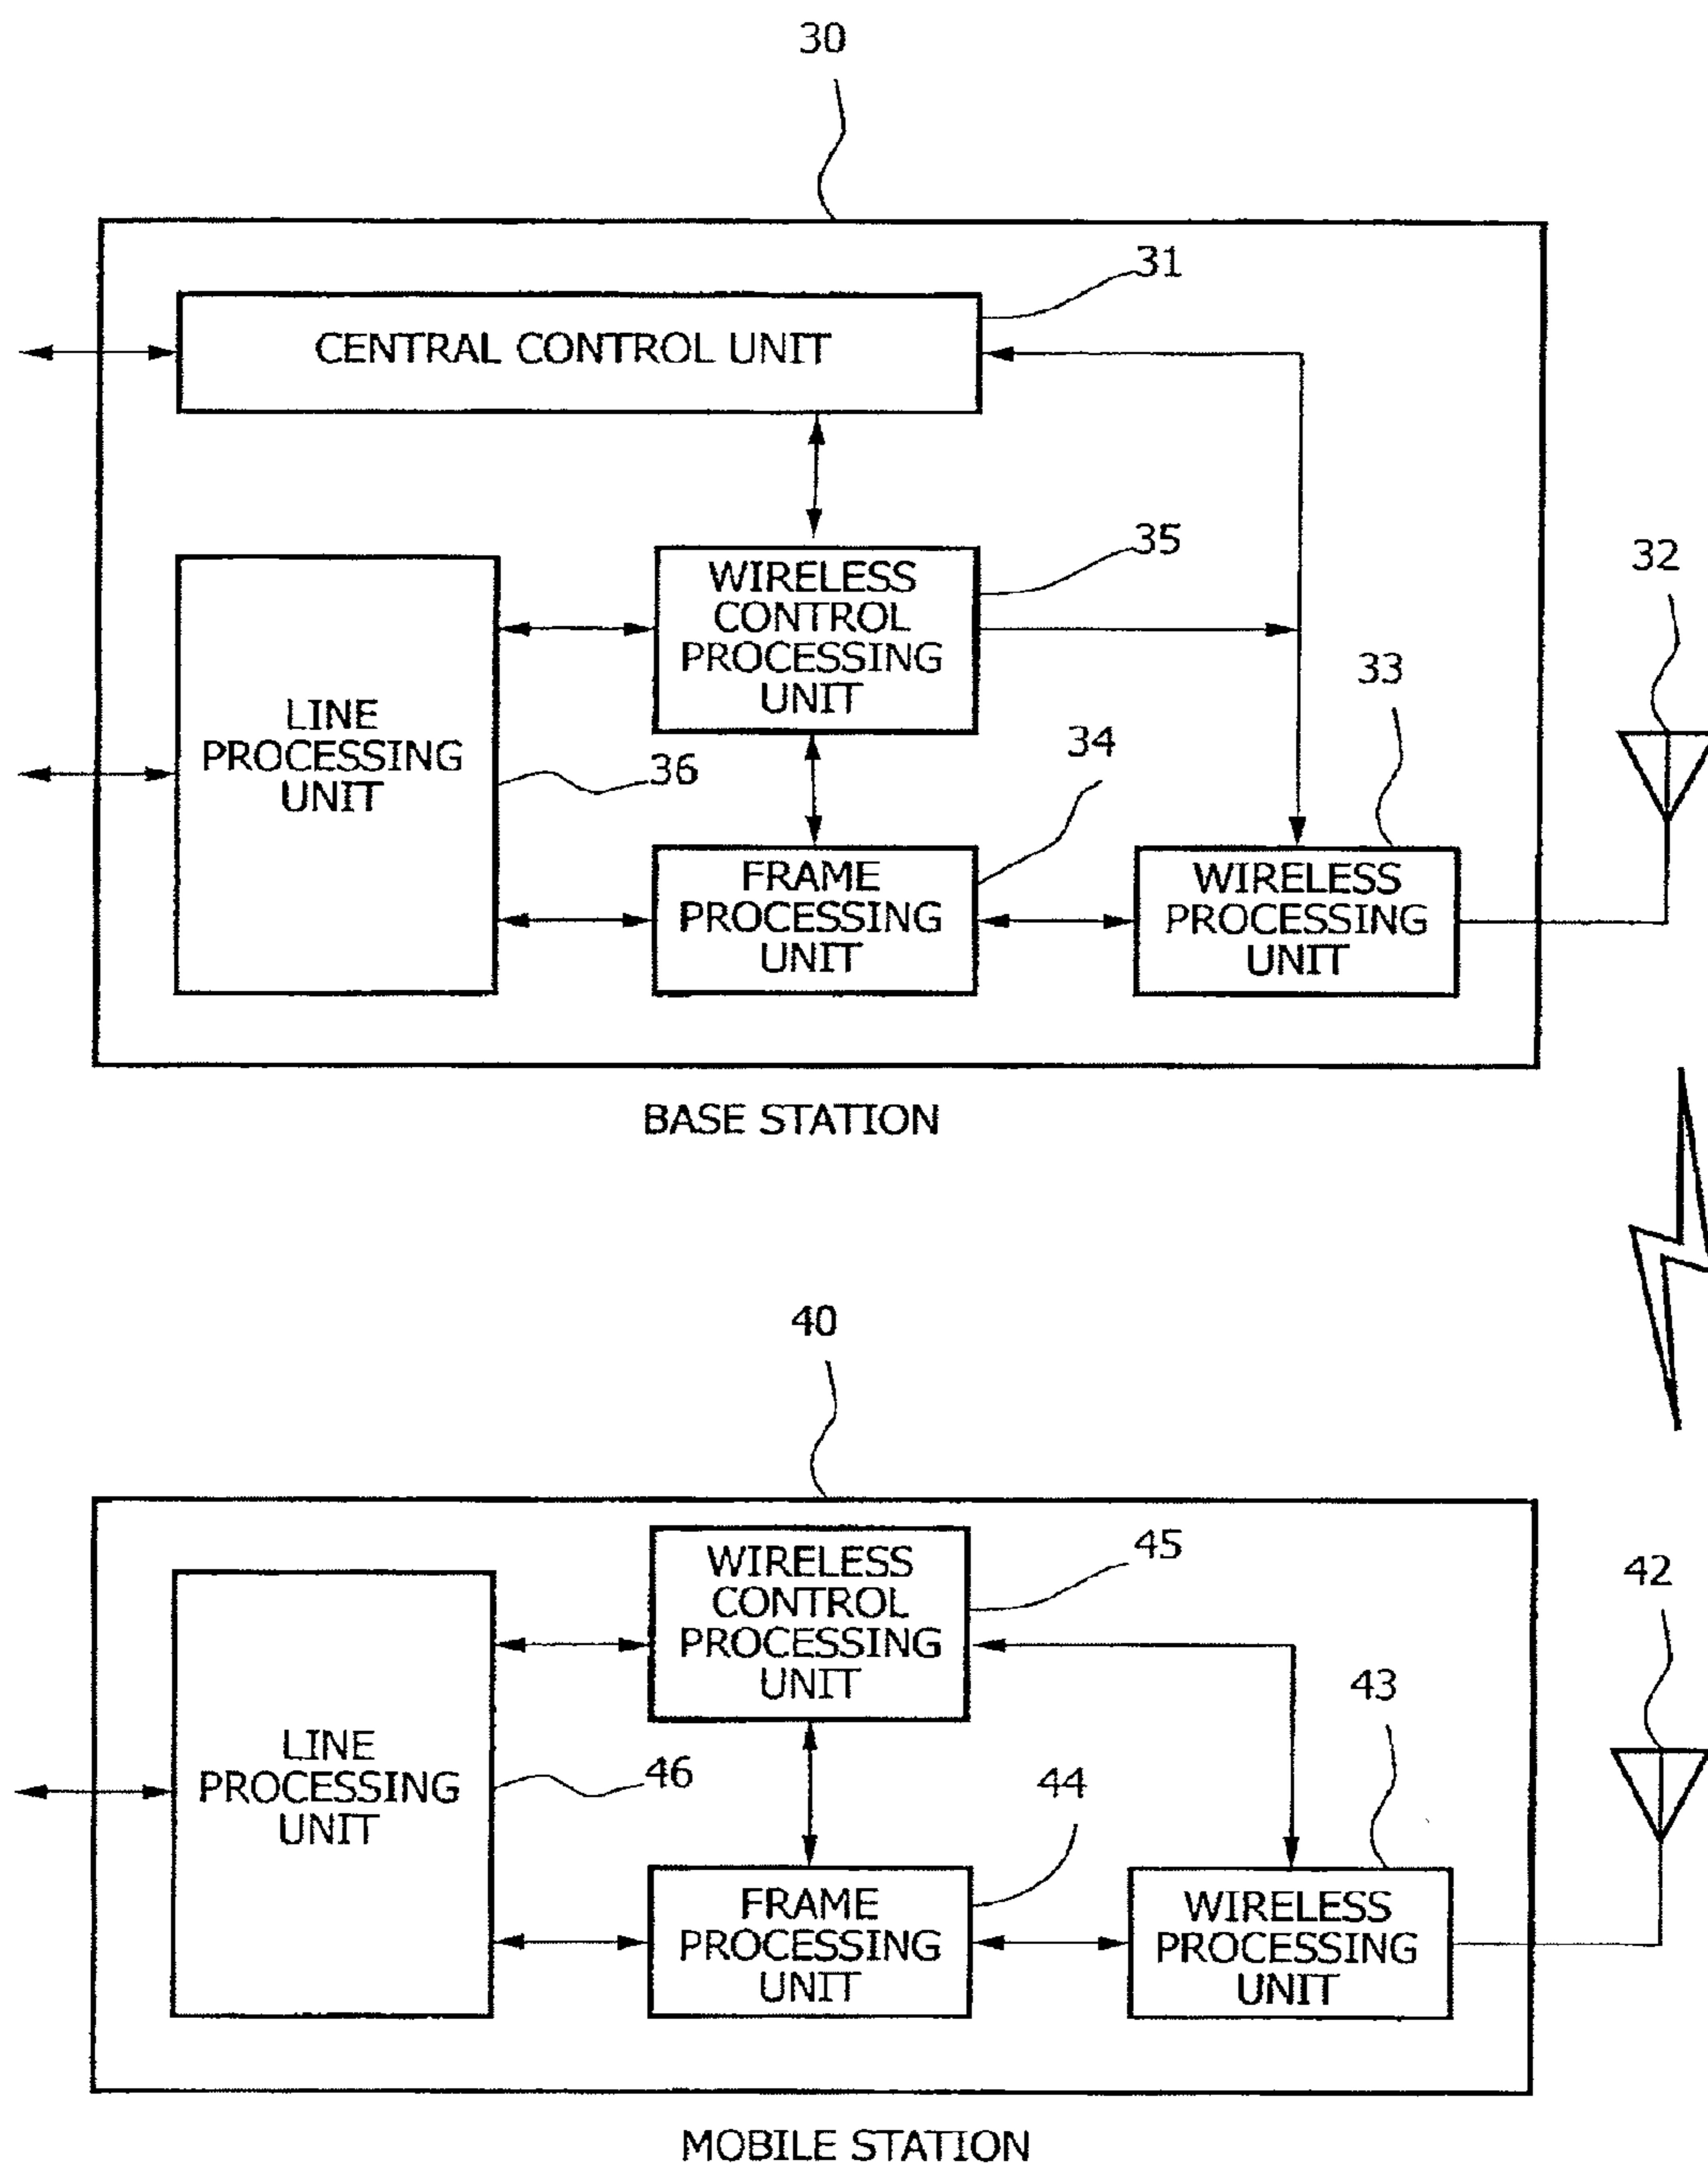 30
31
CENTRAL CONTROL UNIT
35
WIRELESS
CONTROL
PROCESSING
UNIT
32
33
LINE
PROCESSING
UNIT
36
34
FRAME
PROCESSING
UNIT
WIRELESS
PROCESSING
UNIT
BASE STATION
40
45
WIRELESS
CONTROL
PROCESSING
UNIT
42
43
LINE
PROCESSING
UNIT
46
44
FRAME
PROCESSING
UNIT
WIRELESS
PROCESSING
UNIT
MOBILE STATION